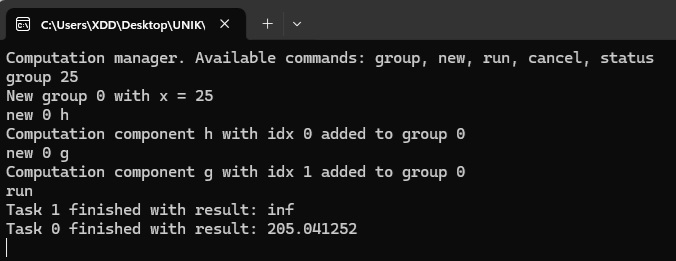 C:\Users\XDD\Desktop\UNIK\
Computation manager. Available commands: group, new, run, cancel, status
group 25
New group 0 with x = 25
new 0 h
Computation component h with idx 0 added to group 0
new 0 g
Computation component g with idx 1 added to group 0
run
Task 1 finished with result: inf
Task 0 finished with result: 205.041252